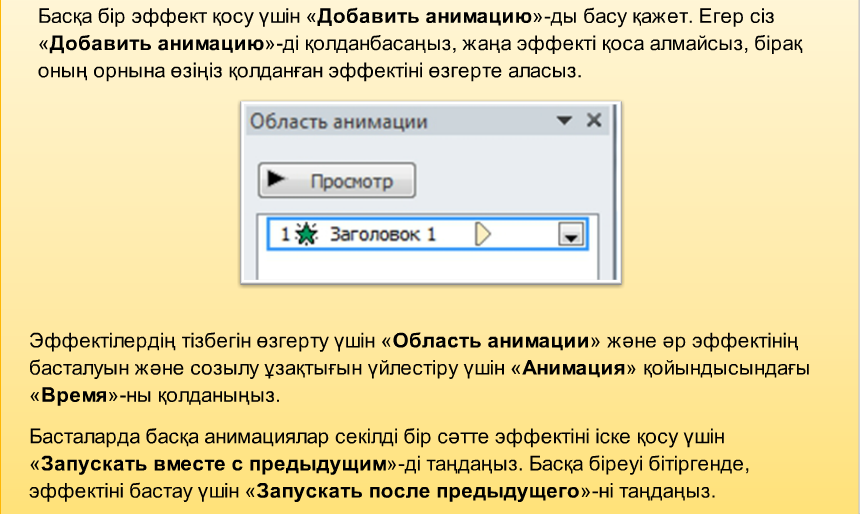 Басқа бір эффект қосу үшін «Добавить анимацию»-ды басу қажет. Егер сіз
«Добавить анимацию»-ді қолданбасаңыз, жаңа эффекті қоса алмайсыз, бірақ
оның орнына өзіңіз қолданған эффектіні өзгерте аласыз.
Область анимации
Просмотр
1 Заголовок 1
Эффектілердің тізбегін өзгерту үшін «Область анимации» және әр эффектінің
басталуын және созылу ұзақтығын үйлестіру үшін «Анимация» қойындысындағы
«Время»-ны қолданыңыз.
Басталарда басқа анимациялар секілді бір сәтте эффектіні іске қосу үшін
«Запускать вместе с предыдущим»-ді таңдаңыз. Басқа біреуі бітіргенде,
эффектіні бастау үшін «Запускать после предыдущего»-ні таңдаңыз.